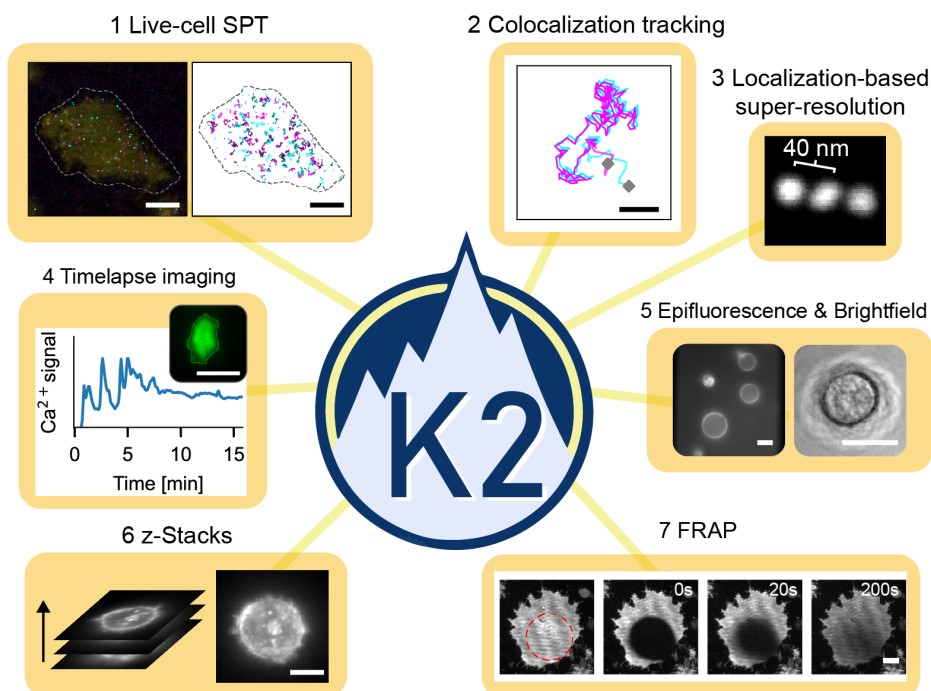 1 Live-cell SPT
2 Colocalization tracking
3 Localization-based
super-resolution
40 nm
4 Timelapse imaging
Ca²⁺ signal
0 5 10 15
Time [min]
K2
5 Epifluorescence & Brightfield
6 z-Stacks
7 FRAP
0s 20s 200s